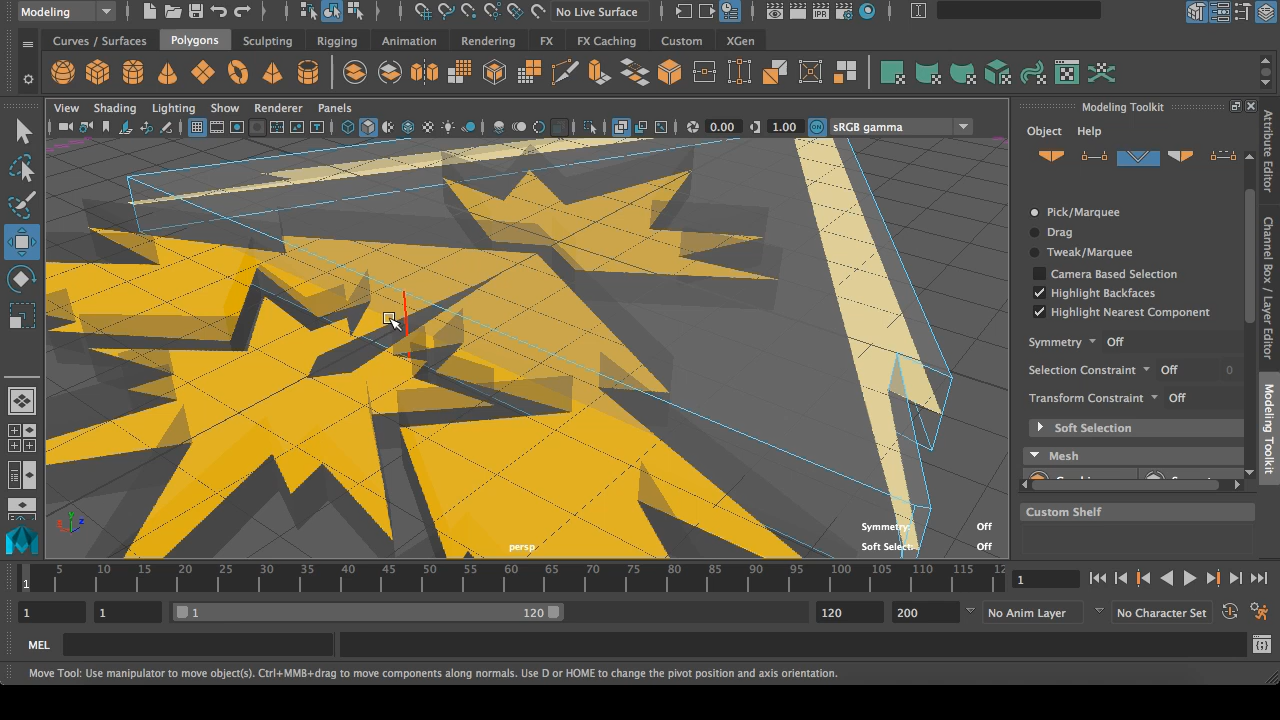 Modeling
No Live Surface
IPR
Curves / Surfaces
Polygons
Sculpting
Rigging
Animation
Rendering
FX
FX Caching
Custom
XGen
View
Shading
Lighting
Show
Renderer
Panels
0.00
1.00
ON
sRGB gamma
Modeling Toolkit
Object
Help
Pick/Marquee
Drag
Tweak/Marquee
Camera Based Selection
Highlight Backfaces
Highlight Nearest Component
Symmetry
Off
Selection Constraint
Off
0
Transform Constraint
Off
Soft Selection
Mesh
Custom Shelf
Attribute Editor
Channel Box / Layer Editor
Modeling Toolkit
Symmetry:
Off
Soft Select:
Off
persp
y
z
5 10 15 20 25 30 35 40 45 50 55 60 65 70 75 80 85 90 95 100 105 110 115 12
1
1
1
1
1
120
120
200
No Anim Layer
No Character Set
MEL
Move Tool: Use manipulator to move object(s). Ctrl+MMB+drag to move components along normals. Use D or HOME to change the pivot position and axis orientation.